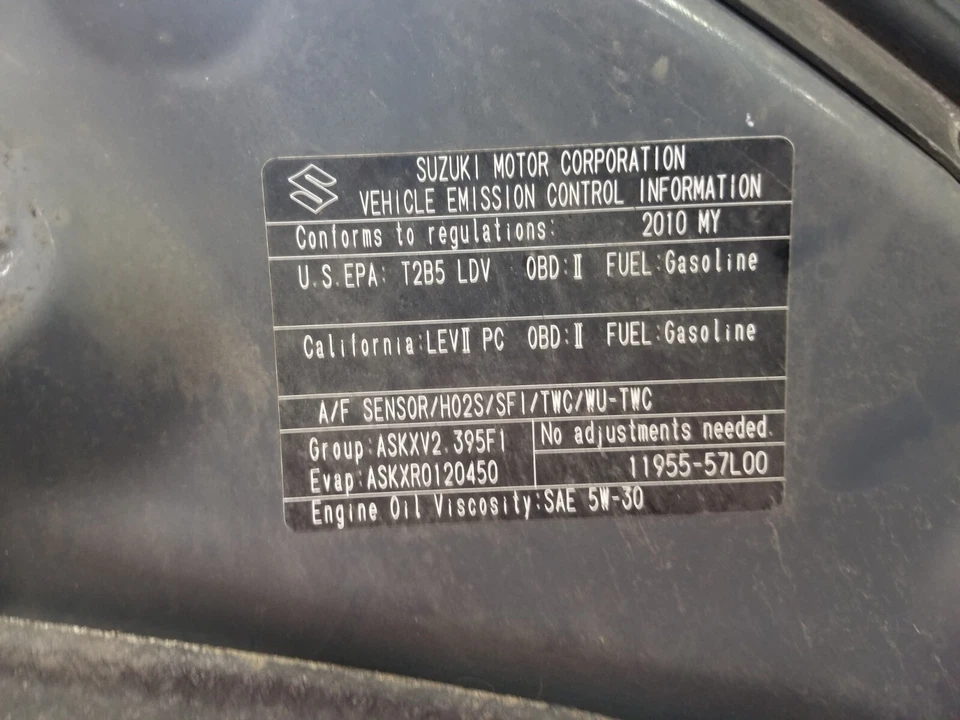 SUZUKI MOTOR CORPORATION
VEHICLE EMISSION CONTROL INFORMATION
Conforms to regulations: 2010 MY
U.S.EPA: T2B5 LDV OBD:Ⅱ FUEL:Gasoline
California:LEVⅡ PC OBD:Ⅱ FUEL:Gasoline
A/F SENSOR/HO2S/SFI/TWC/WU-TWC
Group:ASKXV2.395F1 No adjustments needed.
Evap:ASKXR0120450 11955-57L00
Engine Oil Viscosity:SAE 5W-30